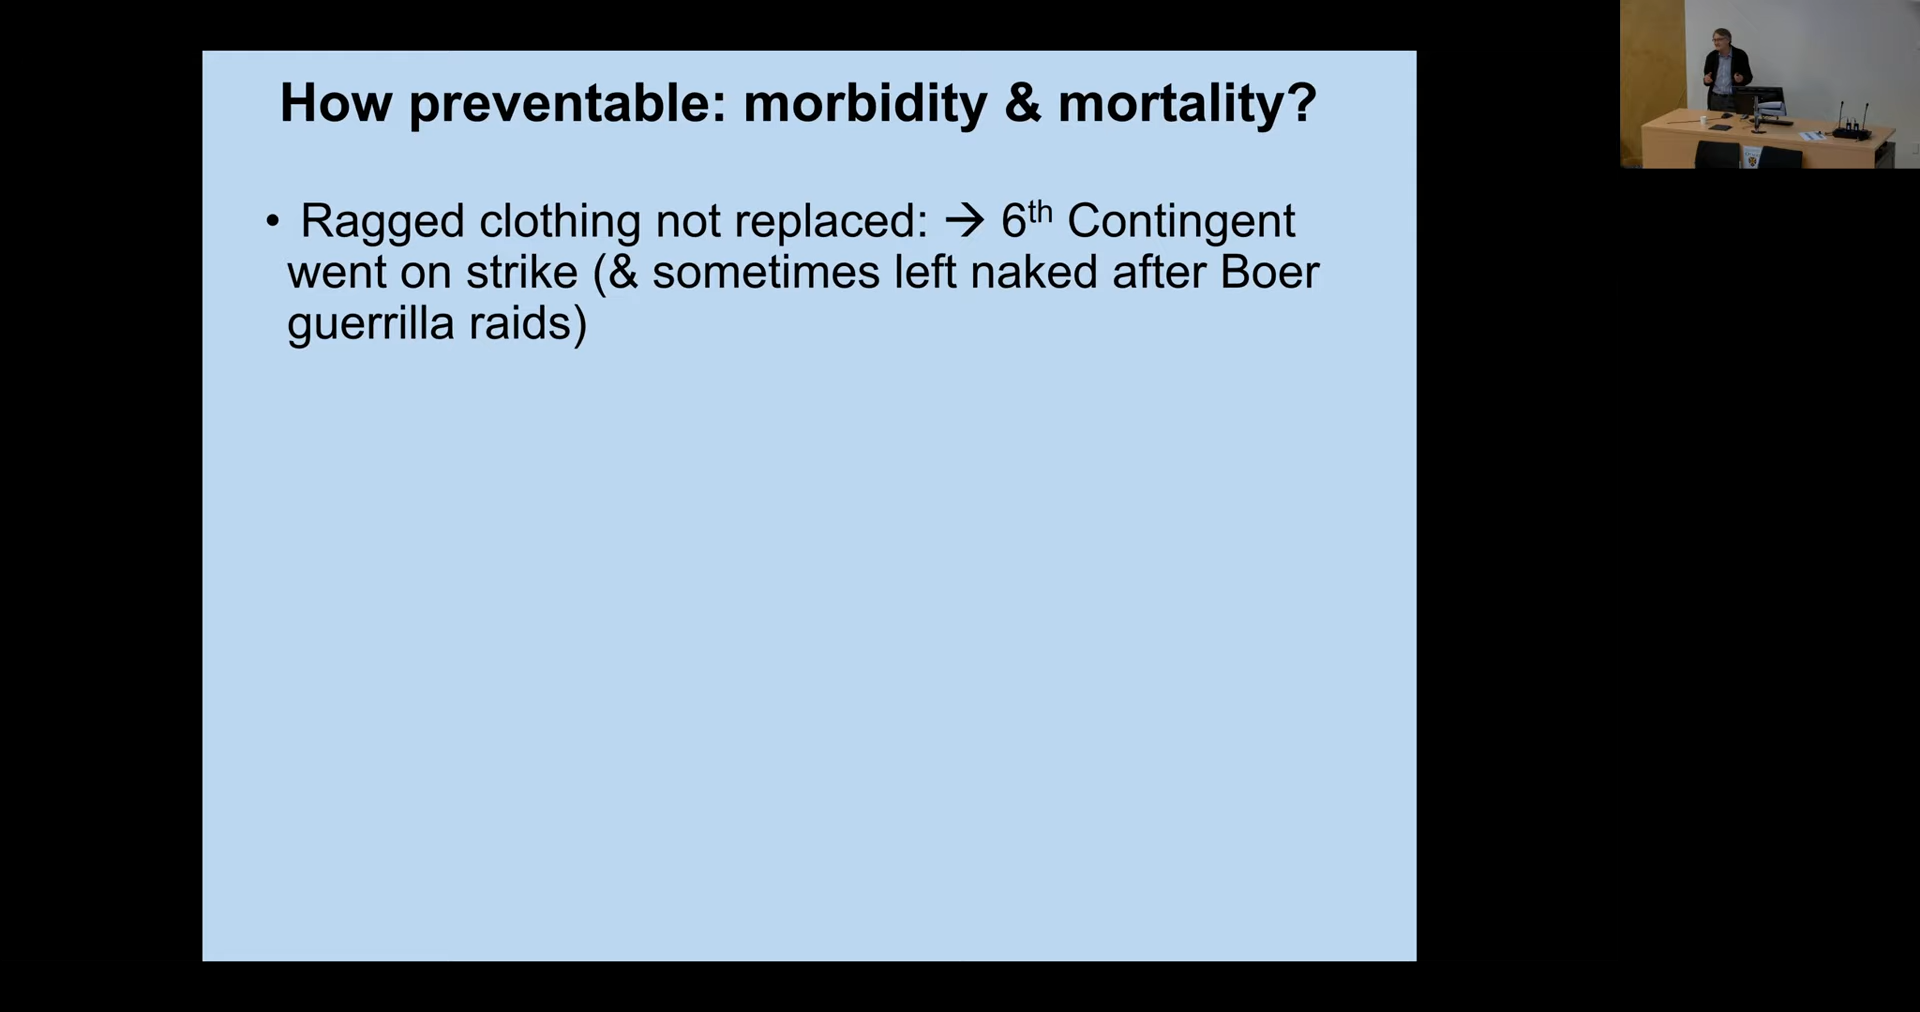 How preventable: morbidity & mortality?
• Ragged clothing not replaced: → 6th Contingent
went on strike (& sometimes left naked after Boer
guerrilla raids)